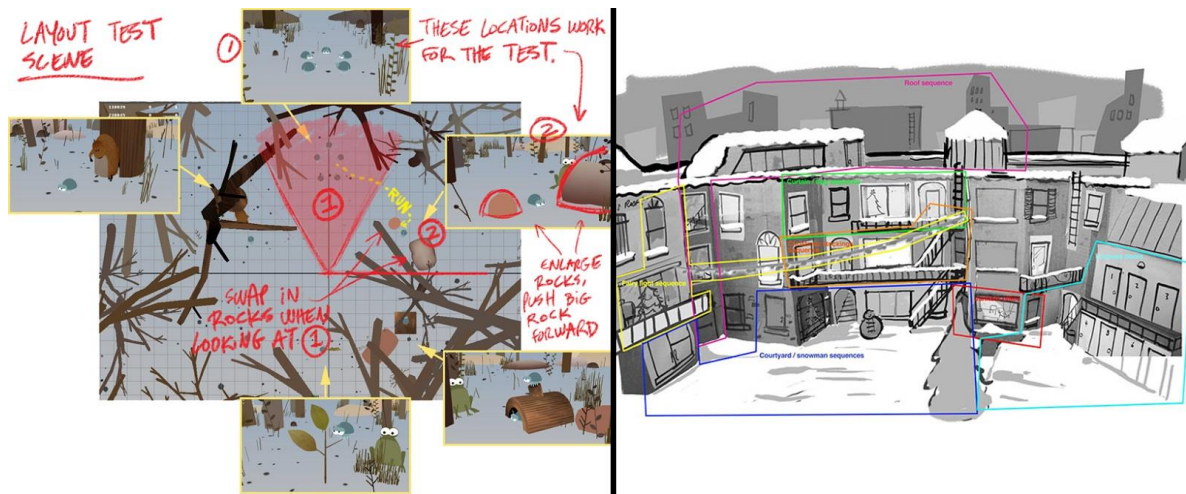 LAYOUT TEST
SCENE
①
THESE LOCATIONS WORK
FOR THE TEST.
②
①
RUN
②
SWAP IN
ROCKS WHEN
LOOKING AT ①
ENLARGE
ROCKS,
PUSH BIG
ROCK
FORWARD
Roof sequence
Fairy light sequence
Courtyard / snowman sequences